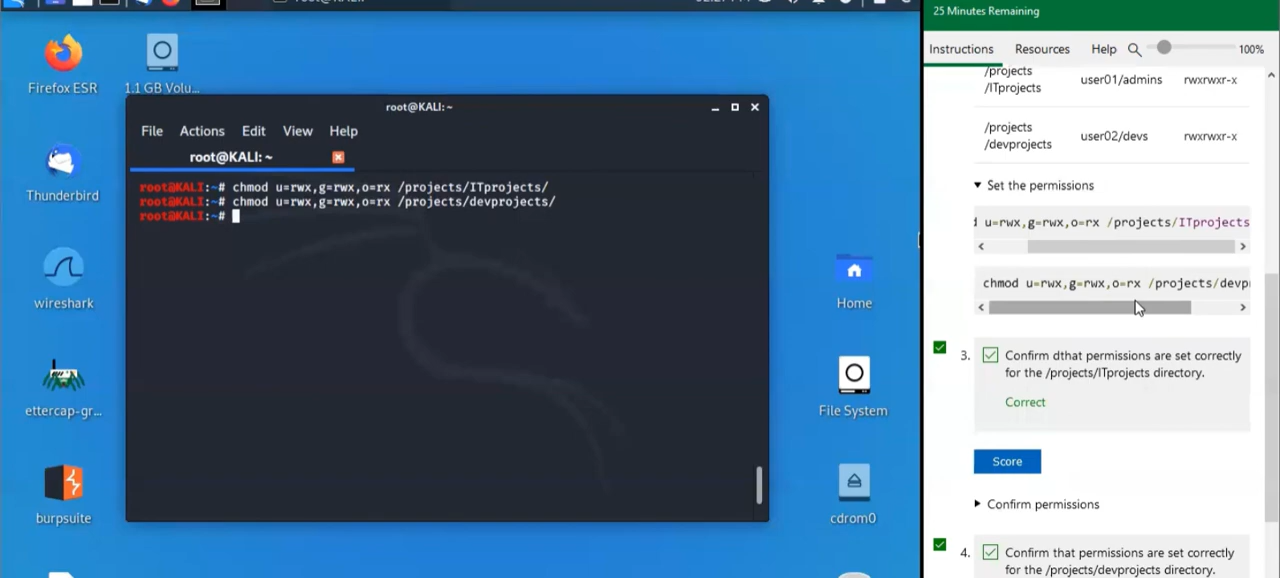 25 Minutes Remaining
Instructions
Resources
Help
100%
Firefox ESR
1.1 GB Volu...
Thunderbird
wireshark
ettercap-gr...
burpsuite
root@KALI:~
File
Actions
Edit
View
Help
root@KALI: ~
root@KALI:~# chmod u=rwx,g=rwx,o=rx /projects/ITprojects/
root@KALI:~# chmod u=rwx,g=rwx,o=rx /projects/devprojects/
root@KALI:~#
Home
File System
cdrom0
/projects
/ITprojects
user01/admins
rwxrwxr-x
/projects
/devprojects
user02/devs
rwxrwxr-x
Set the permissions
u=rwx,g=rwx,o=rx /projects/ITprojects
chmod u=rwx,g=rwx,o=rx /projects/devp
3.
Confirm dthat permissions are set correctly
for the /projects/ITprojects directory.
Correct
Score
Confirm permissions
4.
Confirm that permissions are set correctly
for the /projects/devprojects directory.